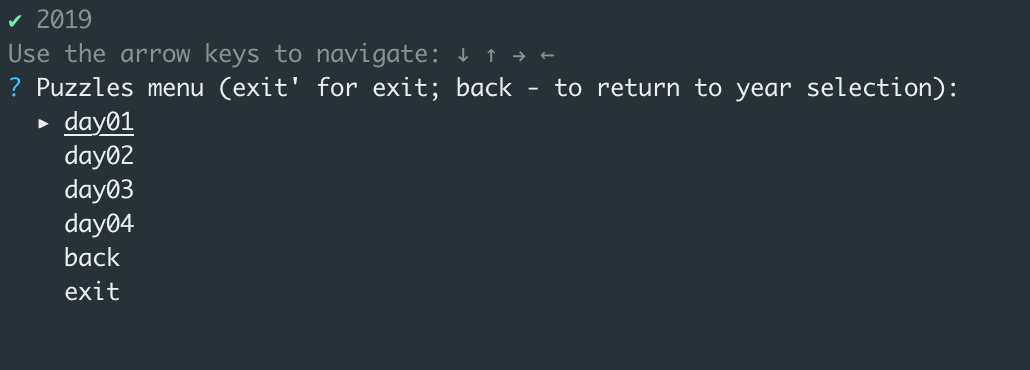 ✔ 2019
Use the arrow keys to navigate: ↓ ↑ → ←
? Puzzles menu (exit' for exit; back - to return to year selection):
▸ day01
day02
day03
day04
back
exit